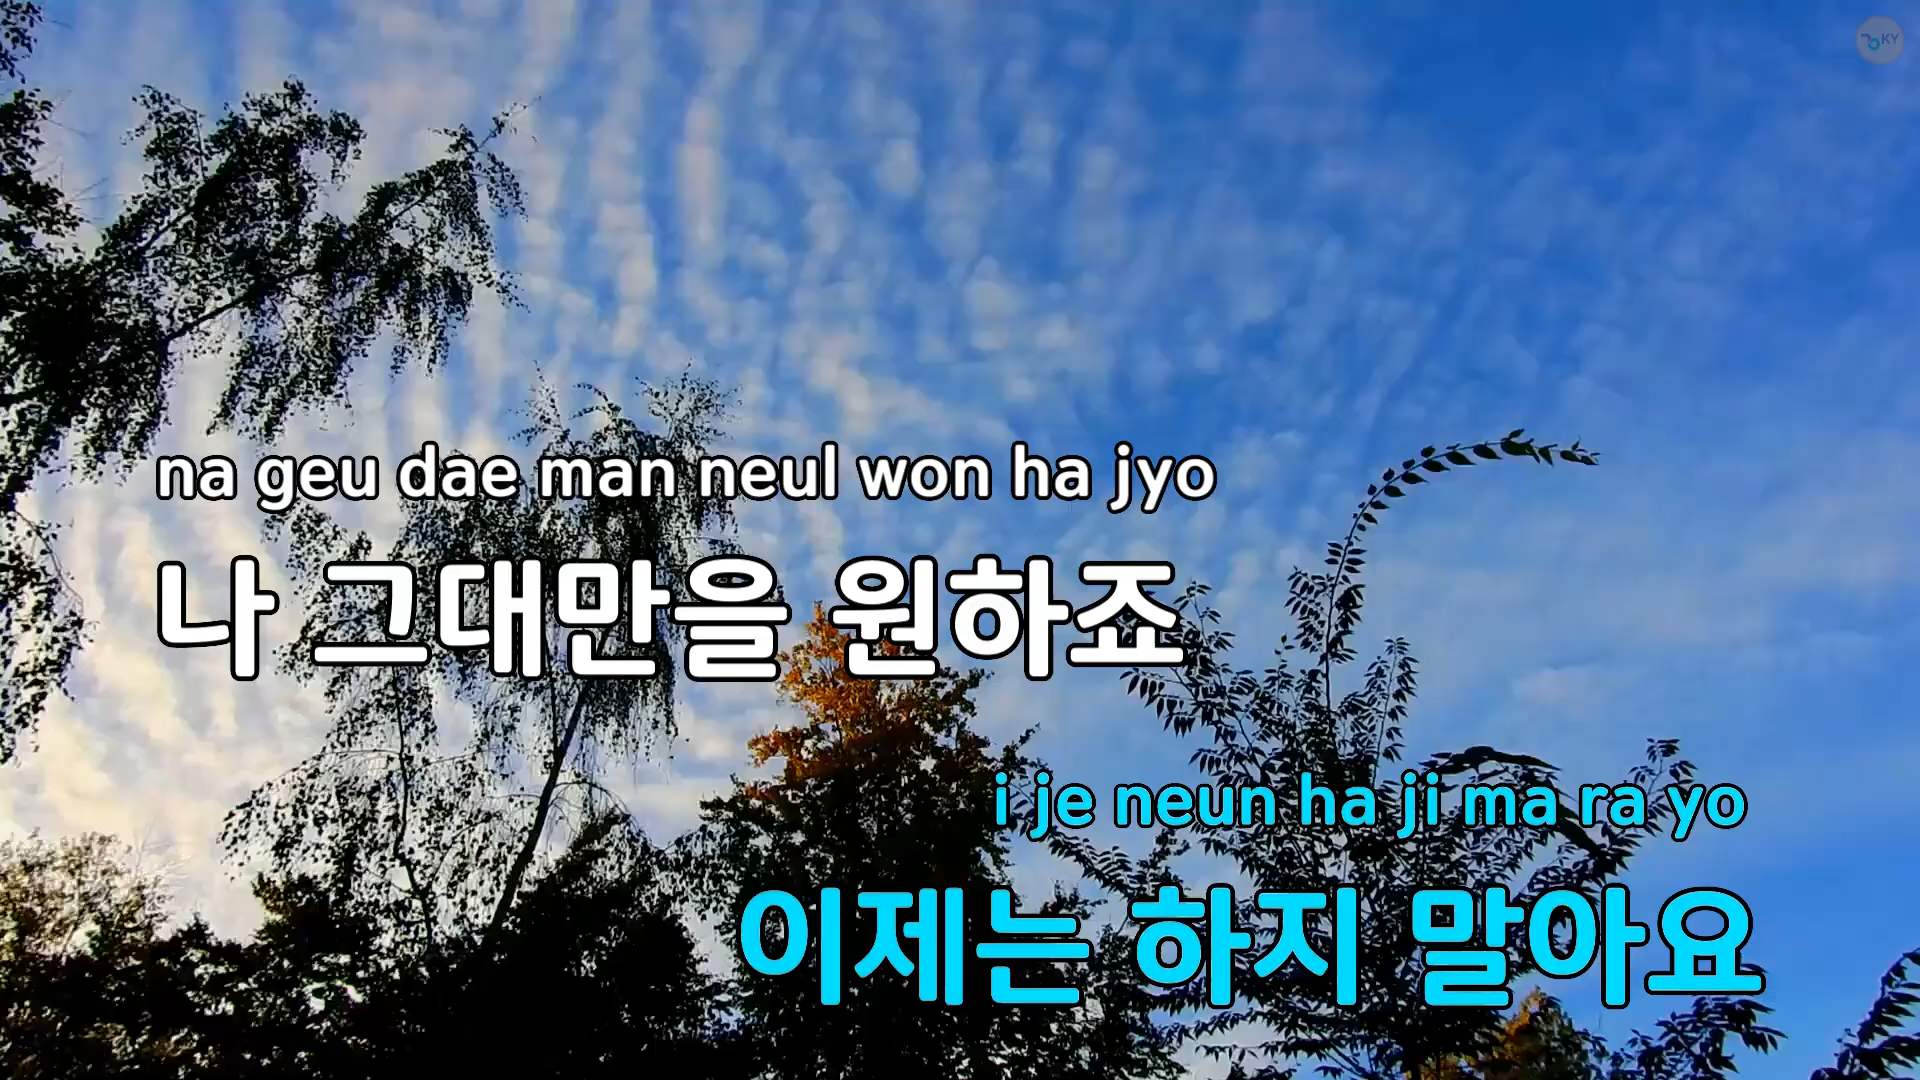 KY
na geu dae man neul won ha jyo
나 그대만을 원하죠
i je neun ha ji ma ra yo
이제는 하지 말아요